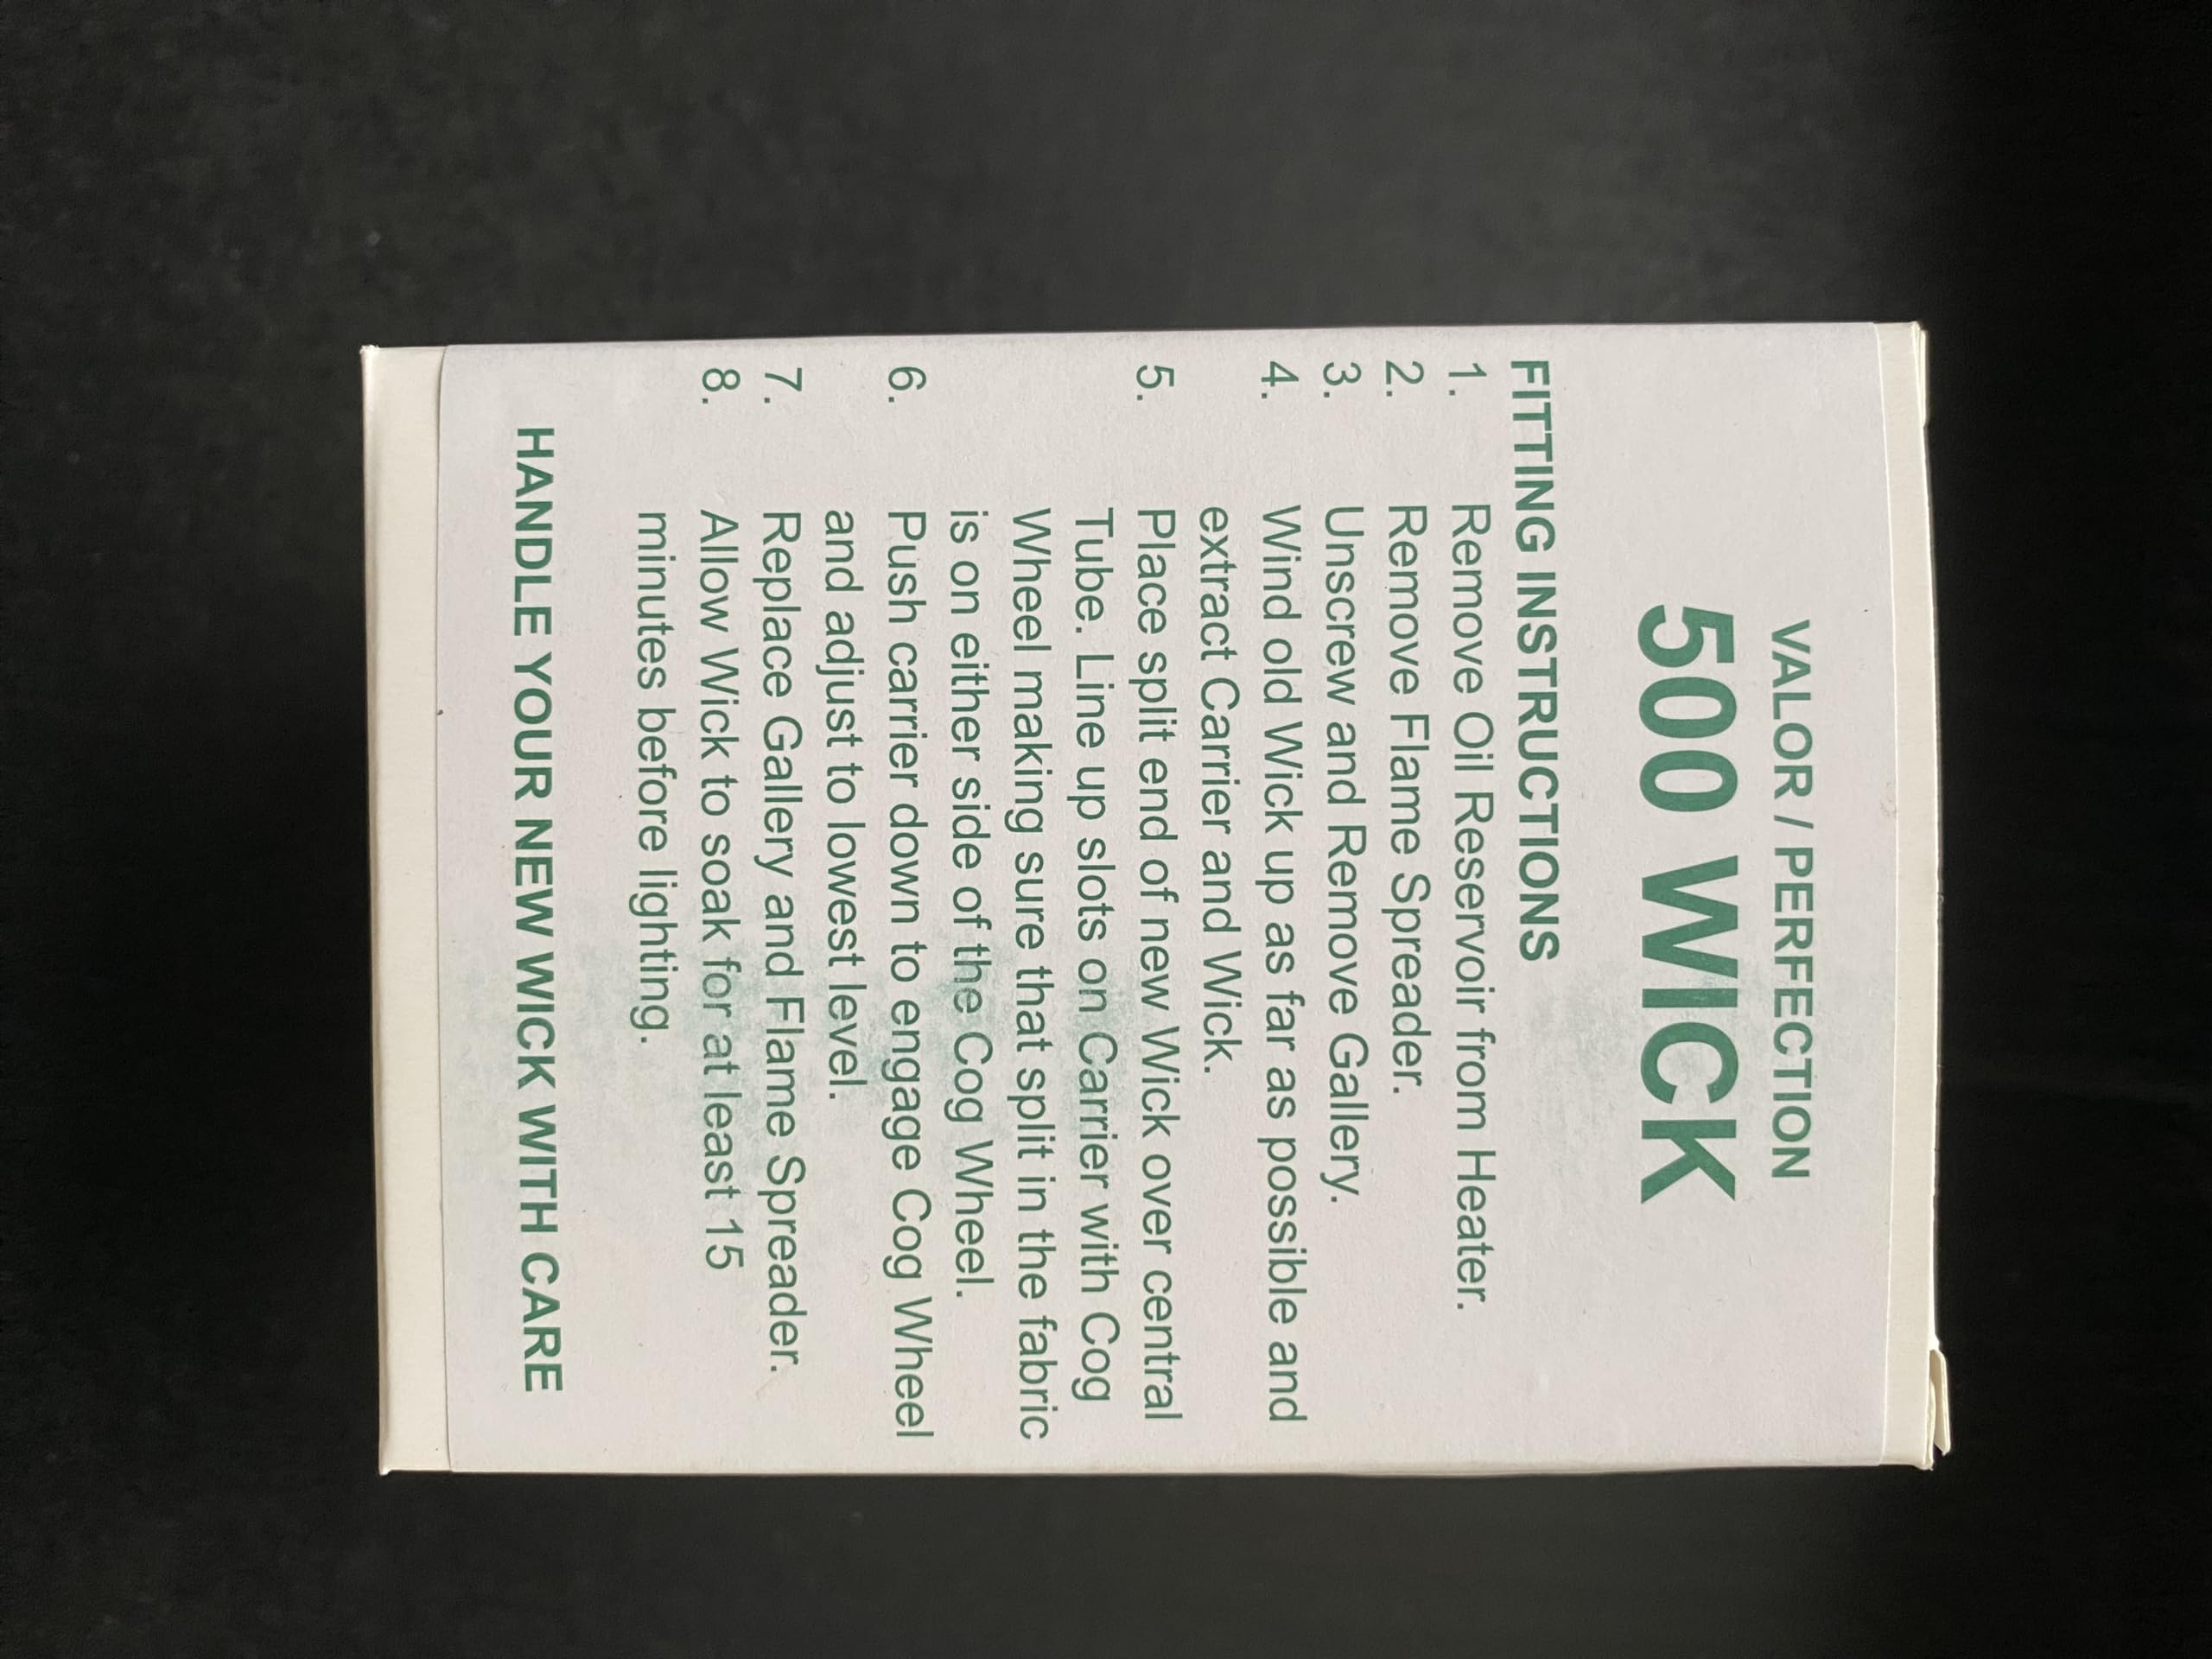 VALOR / PERFECTION
500 WICK
FITTING INSTRUCTIONS
1. Remove Oil Reservoir from Heater.
2. Remove Flame Spreader.
3. Unscrew and Remove Gallery.
4. Wind old Wick up as far as possible and
extract Carrier and Wick.
5. Place split end of new Wick over central
Tube. Line up slots on Carrier with Cog
Wheel making sure that split in the fabric
is on either side of the Cog Wheel.
6. Push carrier down to engage Cog Wheel
and adjust to lowest level.
7. Replace Gallery and Flame Spreader.
8. Allow Wick to soak for at least 15
minutes before lighting.
HANDLE YOUR NEW WICK WITH CARE